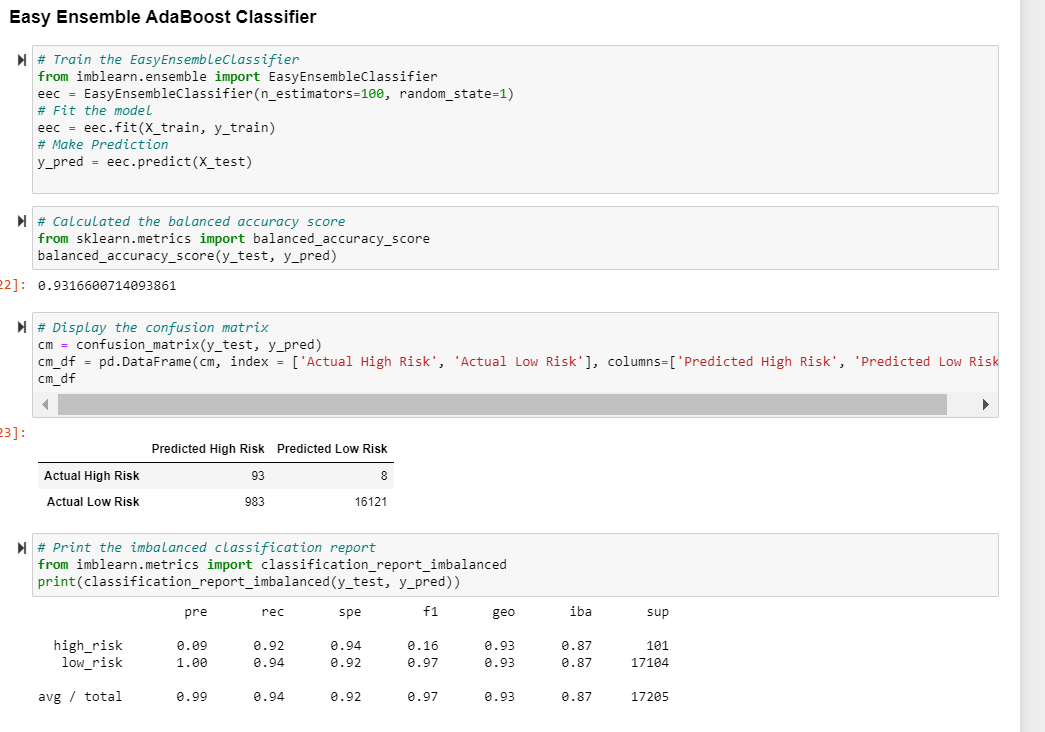 Easy Ensemble AdaBoost Classifier
# Train the EasyEnsembleClassifier
from imblearn.ensemble import EasyEnsembleClassifier
eec = EasyEnsembleClassifier(n_estimators=100, random_state=1)
# Fit the model
eec = eec.fit(X_train, y_train)
# Make Prediction
y_pred = eec.predict(X_test)
# Calculated the balanced accuracy score
from sklearn.metrics import balanced_accuracy_score
balanced_accuracy_score(y_test, y_pred)
22]: 0.9316600714093861
# Display the confusion matrix
cm = confusion_matrix(y_test, y_pred)
cm_df = pd.DataFrame(cm, index = ['Actual High Risk', 'Actual Low Risk'], columns=['Predicted High Risk', 'Predicted Low Risk
cm_df
23]:
Predicted High Risk Predicted Low Risk
Actual High Risk 93 8
Actual Low Risk 983 16121
# Print the imbalanced classification report
from imblearn.metrics import classification_report_imbalanced
print(classification_report_imbalanced(y_test, y_pred))
pre rec spe f1 geo iba sup
high_risk 0.09 0.92 0.94 0.16 0.93 0.87 101
low_risk 1.00 0.94 0.92 0.97 0.93 0.87 17104
avg / total 0.99 0.94 0.92 0.97 0.93 0.87 17205